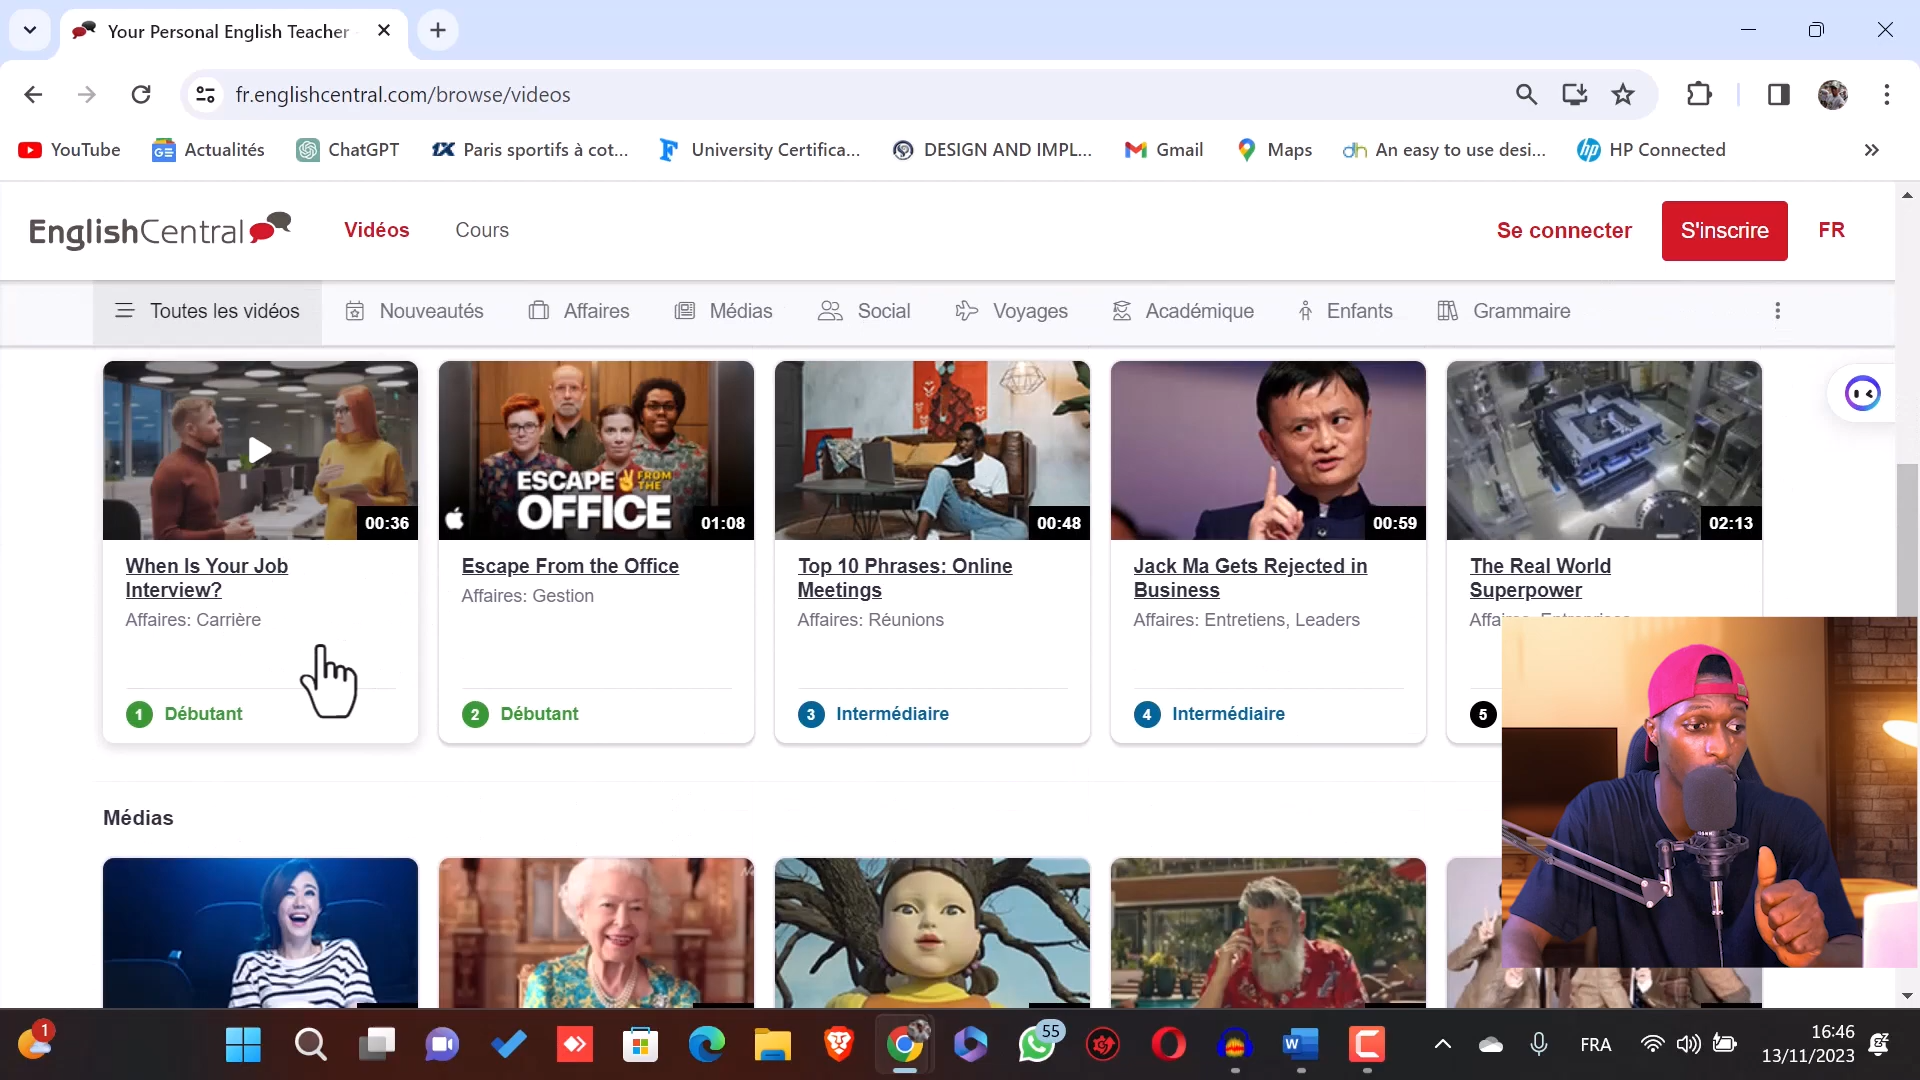 Your Personal English Teacher
fr.englishcentral.com/browse/videos
YouTube
Actualités
ChatGPT
1X Paris sportifs à cot...
University Certifica...
DESIGN AND IMPL...
Gmail
Maps
dh An easy to use desi...
hp HP Connected
EnglishCentral
Vidéos
Cours
Se connecter
S'inscrire
FR
Toutes les vidéos
Nouveautés
Affaires
Médias
Social
Voyages
Académique
Enfants
Grammaire
ESCAPE FROM THE
OFFICE
00:36
01:08
00:48
00:59
02:13
When Is Your Job
Interview?
Affaires: Carrière
1 Débutant
Escape From the Office
Affaires: Gestion
2 Débutant
Top 10 Phrases: Online
Meetings
Affaires: Réunions
3 Intermédiaire
Jack Ma Gets Rejected in
Business
Affaires: Entretiens, Leaders
4 Intermédiaire
The Real World
Superpower
5
Médias
1
55
W
FRA
16:46
13/11/2023